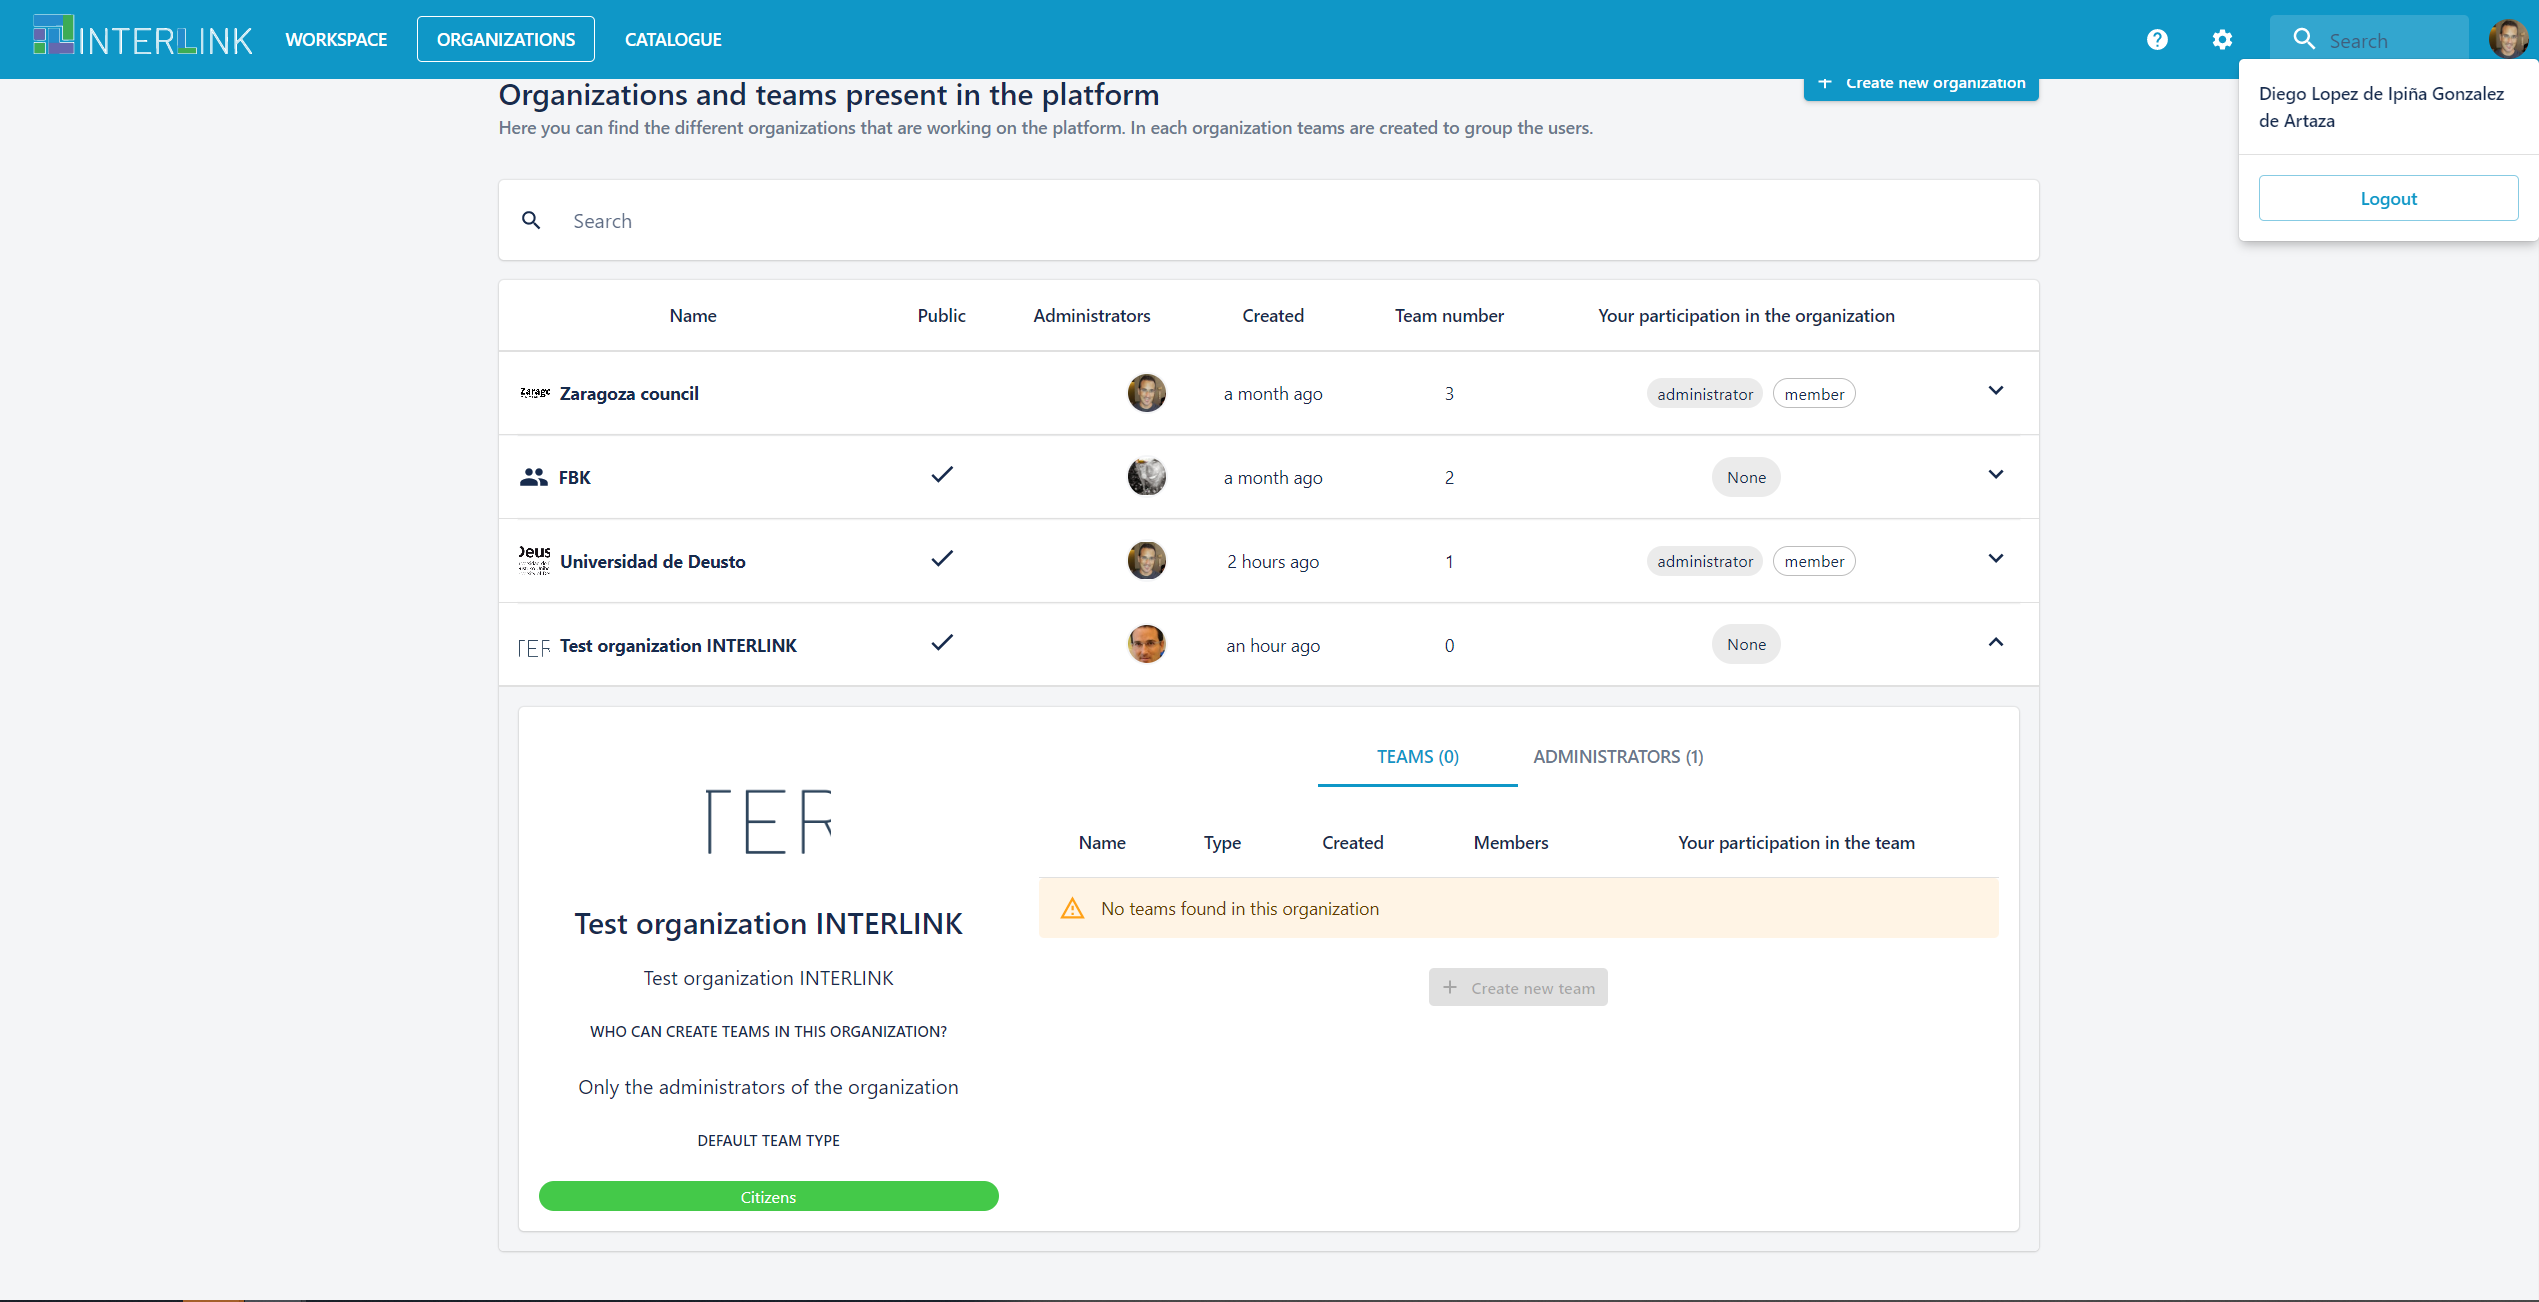 INTERLINK WORKSPACE ORGANIZATIONS CATALOGUE Search
Organizations and teams present in the platform
Create new organization
Here you can find the different organizations that are working on the platform. In each organization teams are created to group the users.
Diego Lopez de Ipiña Gonzalez
de Artaza
Logout
Search
Name Public Administrators Created Team number Your participation in the organization
Zaragoza council a month ago 3 administrator member
FBK a month ago 2 None
Deus
Universidad de Deusto 2 hours ago 1 administrator member
TER Test organization INTERLINK an hour ago 0 None
TER
Test organization INTERLINK
Test organization INTERLINK
WHO CAN CREATE TEAMS IN THIS ORGANIZATION?
Only the administrators of the organization
DEFAULT TEAM TYPE
Citizens
TEAMS (0) ADMINISTRATORS (1)
Name Type Created Members Your participation in the team
No teams found in this organization
Create new team